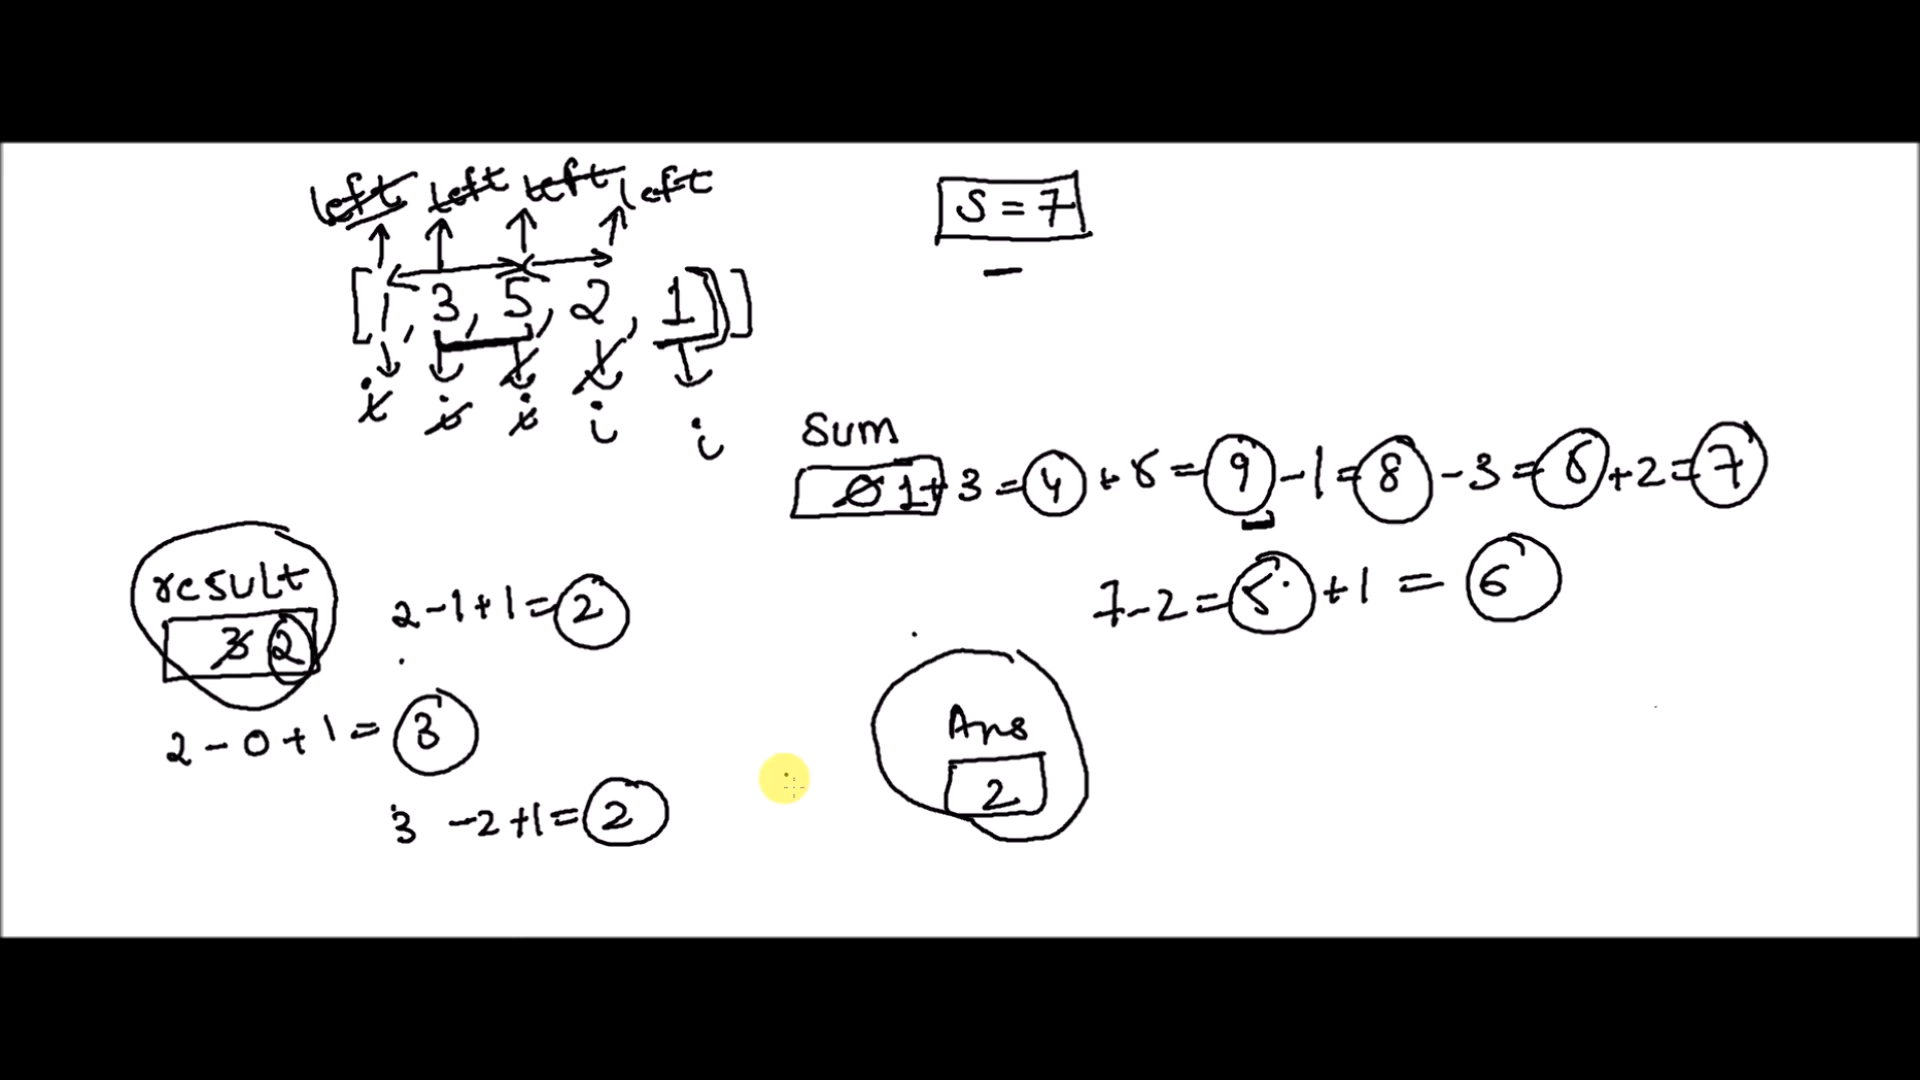 left left left left
S = 7
[1, 3, 5, 2, 1]
i i i i i
Sum
0 1 + 3 = 4 + 5 = 9 - 1 = 8 - 3 = 5 + 2 = 7
7 - 2 = 5 + 1 = 6
result
3 2
2 - 1 + 1 = 2
2 - 0 + 1 = 3
3 - 2 + 1 = 2
Ans
2